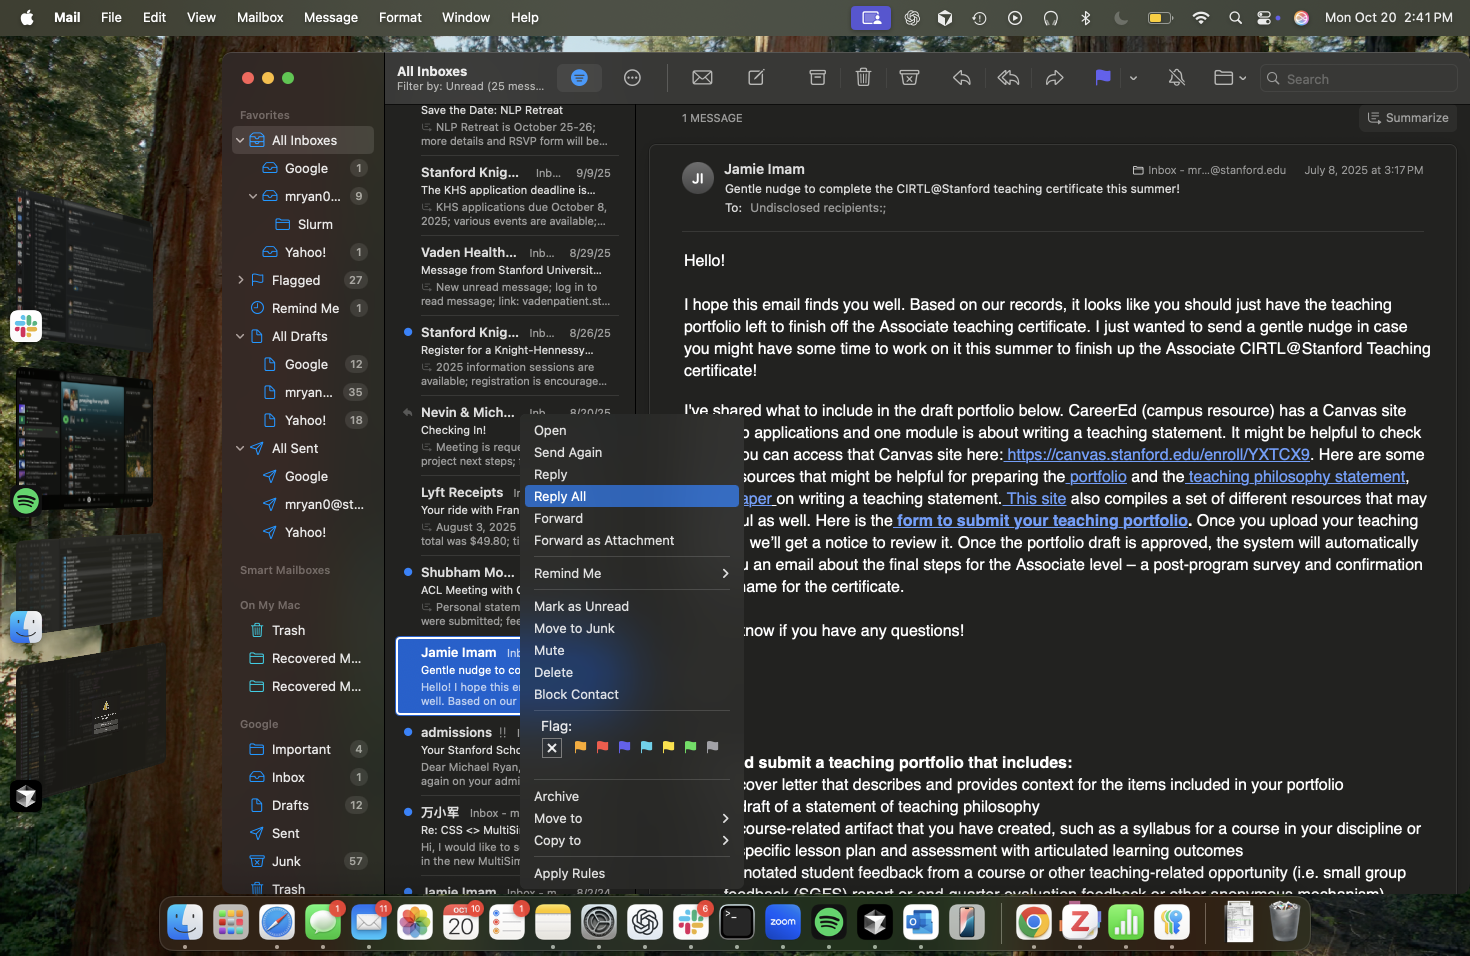 Mail File Edit View Mailbox Message Format Window Help
Mon Oct 20 2:41 PM
Favorites
All Inboxes
Google 1
mryan0... 9
Slurm
Yahoo! 1
Flagged 27
Remind Me 1
All Drafts
Google 12
mryan... 35
Yahoo! 18
All Sent
Google
mryan0@st...
Yahoo!
Smart Mailboxes
On My Mac
Trash
Recovered M...
Recovered M...
Google
Important 4
Inbox 1
Drafts 12
Sent
Junk 57
Trash
All Inboxes
Filter by: Unread (25 mess...
Search
Save the Date: NLP Retreat
NLP Retreat is October 25-26;
more details and RSVP form will be...
Stanford Knig... Inb... 9/9/25
The KHS application deadline is...
KHS applications due October 8,
2025; various events are available;...
Vaden Health... Inb... 8/29/25
Message from Stanford Universit...
New unread message; log in to
read message; link: vadenpatient.st...
Stanford Knig... Inb... 8/26/25
Register for a Knight-Hennessy...
2025 information sessions are
available; registration is encourage...
Nevin & Mich... Inb... 8/20/25
Checking In!
Meeting is reque
project next steps;
Lyft Receipts
Your ride with Fran
August 3, 2025
total was $49.80; ti
Shubham Mo...
ACL Meeting with
Personal statem
were submitted; fee
Jamie Imam Inb
Gentle nudge to co
Hello! I hope this e
well. Based on our
admissions !!
Your Stanford Scho
Dear Michael Ryan,
again on your admi
万小军 Inbox - m
Re: CSS <> MultiSi
Hi, I would like to s
in the new MultiSim
Jamie Imam Inbox - m... 8/2/24
Open
Send Again
Reply
Reply All
Forward
Forward as Attachment
Remind Me
Mark as Unread
Move to Junk
Mute
Delete
Block Contact
Flag:
Archive
Move to
Copy to
Apply Rules
1 MESSAGE
Summarize
JI
Jamie Imam
Inbox - mr...@stanford.edu July 8, 2025 at 3:17 PM
Gentle nudge to complete the CIRTL@Stanford teaching certificate this summer!
To: Undisclosed recipients:;
Hello!
I hope this email finds you well. Based on our records, it looks like you should just have the teaching
portfolio left to finish off the Associate teaching certificate. I just wanted to send a gentle nudge in case
you might have some time to work on it this summer to finish up the Associate CIRTL@Stanford Teaching
certificate!
I've shared what to include in the draft portfolio below. CareerEd (campus resource) has a Canvas site
o applications and one module is about writing a teaching statement. It might be helpful to check
ou can access that Canvas site here: https://canvas.stanford.edu/enroll/YXTCX9. Here are some
sources that might be helpful for preparing the portfolio and the teaching philosophy statement,
aper on writing a teaching statement. This site also compiles a set of different resources that may
ul as well. Here is the form to submit your teaching portfolio. Once you upload your teaching
we'll get a notice to review it. Once the portfolio draft is approved, the system will automatically
u an email about the final steps for the Associate level – a post-program survey and confirmation
name for the certificate.
know if you have any questions!
d submit a teaching portfolio that includes:
cover letter that describes and provides context for the items included in your portfolio
draft of a statement of teaching philosophy
course-related artifact that you have created, such as a syllabus for a course in your discipline or
specific lesson plan and assessment with articulated learning outcomes
nnotated student feedback from a course or other teaching-related opportunity (i.e. small group
feedback (SGFS) report or end-quarter evaluation feedback or other anonymous mechanism)
1
11
OCT 10
20
1
6
zoom